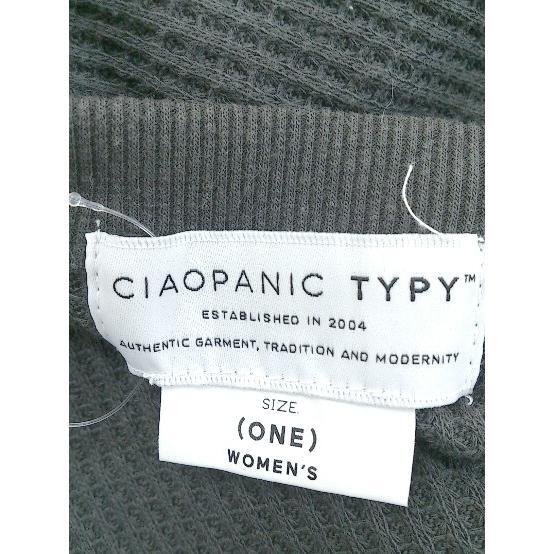 CIAOPANIC TYPY™
ESTABLISHED IN 2004
AUTHENTIC GARMENT, TRADITION AND MODERNITY
SIZE
(ONE)
WOMEN'S